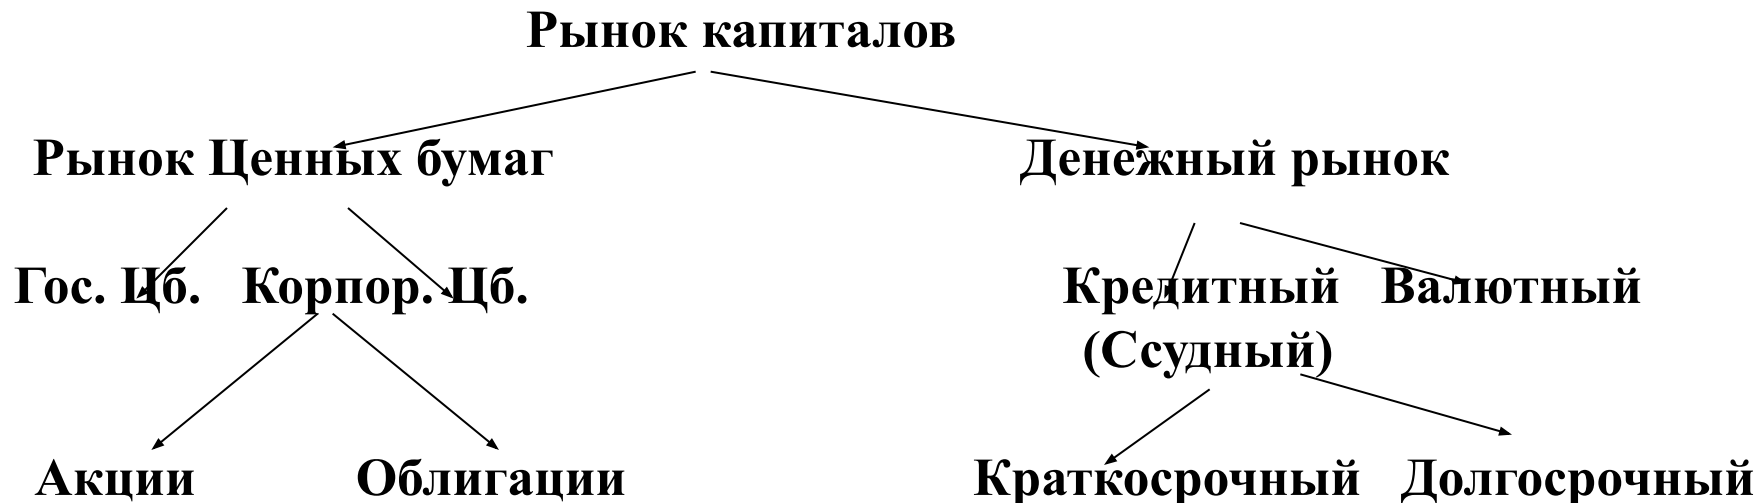 Рынок капиталов
Рынок Ценных бумаг Денежный рынок
Гос. Цб. Корпор. Цб. Кредитный Валютный
(Ссудный)
Акции Облигации Краткосрочный Долгосрочный